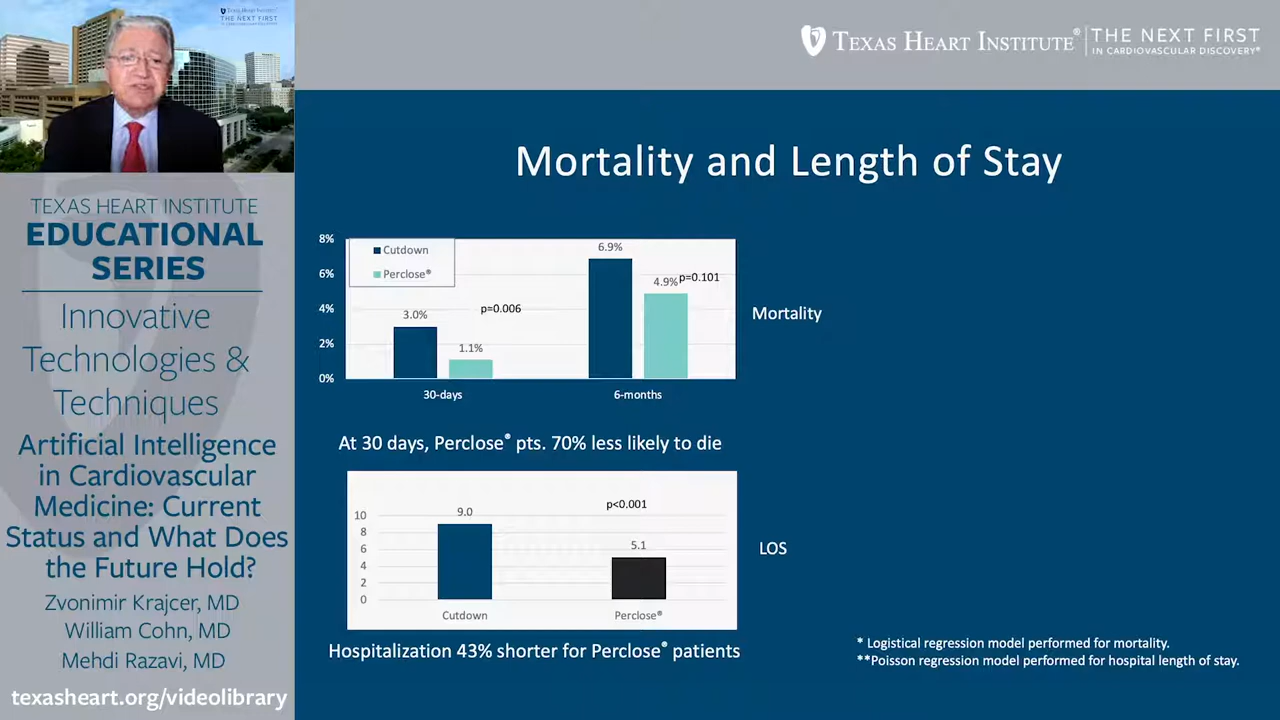 TEXAS HEART INSTITUTE
THE NEXT FIRST
TEXAS HEART INSTITUTE® THE NEXT FIRST
IN CARDIOVASCULAR DISCOVERY®
TEXAS HEART INSTITUTE
EDUCATIONAL
SERIES
Innovative
Technologies &
Techniques
Artificial Intelligence
in Cardiovascular
Medicine: Current
Status and What Does
the Future Hold?
Zvonimir Krajcer, MD
William Cohn, MD
Mehdi Razavi, MD
texasheart.org/videolibrary
Mortality and Length of Stay
8%
6%
4%
2%
0%
Cutdown
Perclose®
3.0%
1.1%
p=0.006
6.9%
4.9%
p=0.101
30-days
6-months
Mortality
At 30 days, Perclose® pts. 70% less likely to die
10
8
6
4
2
0
9.0
p<0.001
5.1
Cutdown
Perclose®
LOS
Hospitalization 43% shorter for Perclose® patients
* Logistical regression model performed for mortality.
**Poisson regression model performed for hospital length of stay.